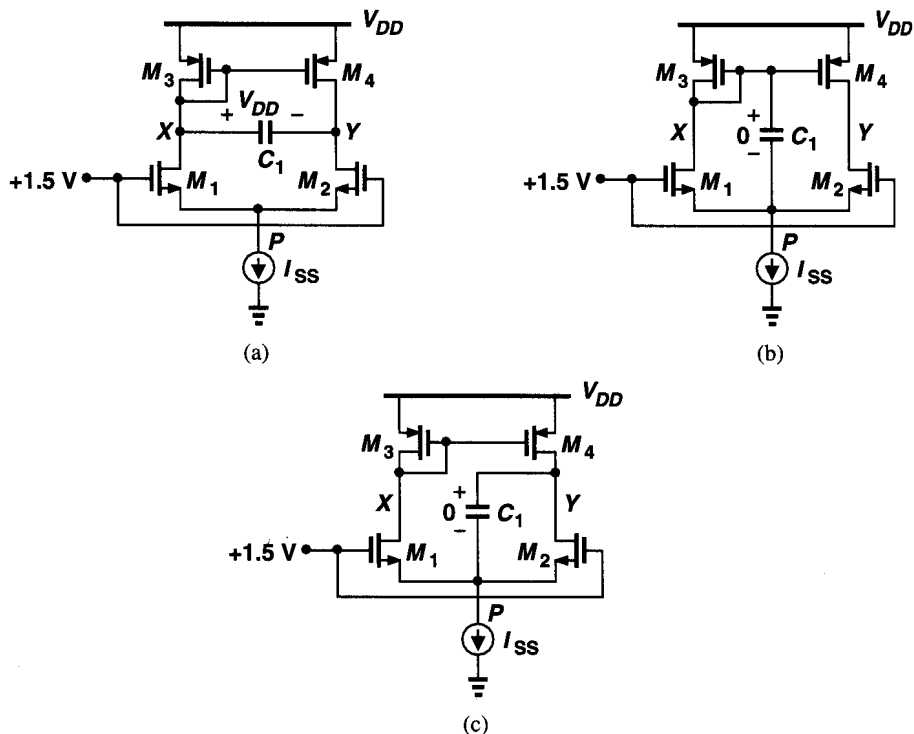 V_DD
M_3
M_4
V_DD
X
+
−
Y
C_1
+1.5 V
M_1
M_2
P
I_SS
(a)
V_DD
M_3
M_4
X
+
0
−
C_1
Y
+1.5 V
M_1
M_2
P
I_SS
(b)
V_DD
M_3
M_4
X
+
0
−
C_1
Y
+1.5 V
M_1
M_2
P
I_SS
(c)